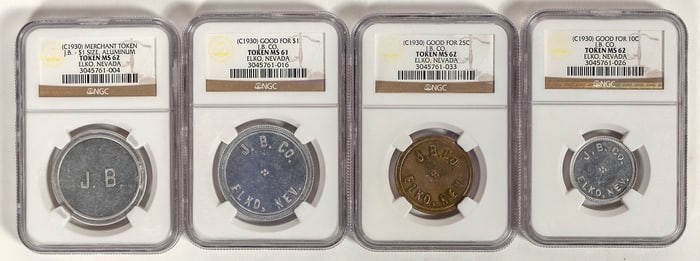 (C1930) MERCHANT TOKEN
J.B. - $1 SIZE, ALUMINUM
TOKEN MS 62
ELKO, NEVADA
3045761-004
NGC
J.B.
(C1930) GOOD FOR $1
J.B. CO.
TOKEN MS 61
ELKO, NEVADA
3045761-016
NGC
J. B. CO.
ELKO, NEV.
(C1930) GOOD FOR 25C
J.B. CO.
TOKEN MS 62
ELKO, NEVADA
3045761-033
NGC
J.B.CO.
ELKO, NEV.
(C1930) GOOD FOR 10C
J.B. CO.
TOKEN MS 62
ELKO, NEVADA
3045761-026
NGC
J.B.CO.
ELKO, NEV.